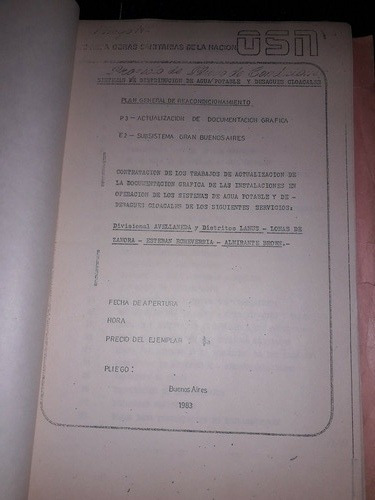 OBRAS SANITARIAS DE LA NACION OSN
SISTEMAS DE DISTRIBUCION DE AGUA POTABLE Y DESAGUES CLOACALES
PLAN GENERAL DE REACONDICIONAMIENTO
P3 - ACTUALIZACION DE DOCUMENTACION GRAFICA
E2 - SUBSISTEMA GRAN BUENOS AIRES
CONTRATACION DE LOS TRABAJOS DE ACTUALIZACION DE
LA DOCUMENTACION GRAFICA DE LAS INSTALACIONES EN
OPERACION DE LOS SISTEMAS DE AGUA POTABLE Y DE-
SAGUES CLOACALES DE LOS SIGUIENTES SERVICIOS:
Divisional AVELLANEDA y Distritos LANUS - LOMAS DE
ZAMORA - ESTEBAN ECHEVERRIA - ALMIRANTE BROWN.-
FECHA DE APERTURA
HORA
PRECIO DEL EJEMPLAR
PLIEGO:
Buenos Aires
1983